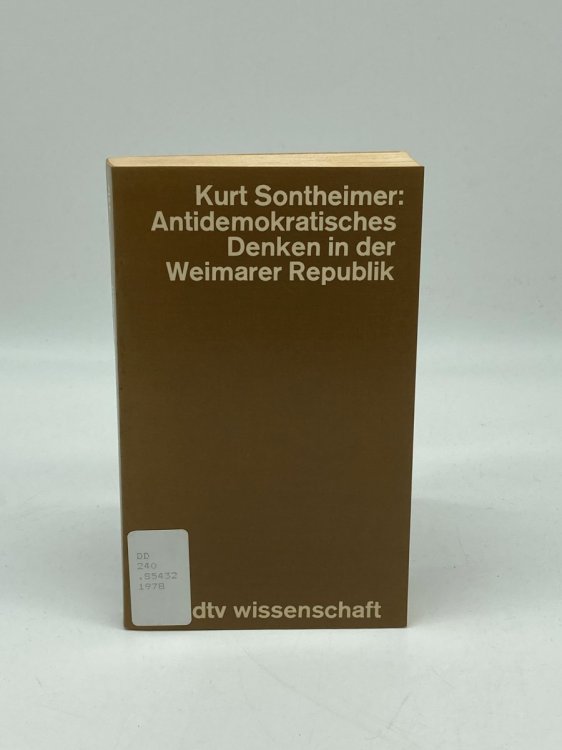 Kurt Sontheimer:
Antidemokratisches
Denken in der
Weimarer Republik
DD
240
.S5432
1978
dtv wissenschaft